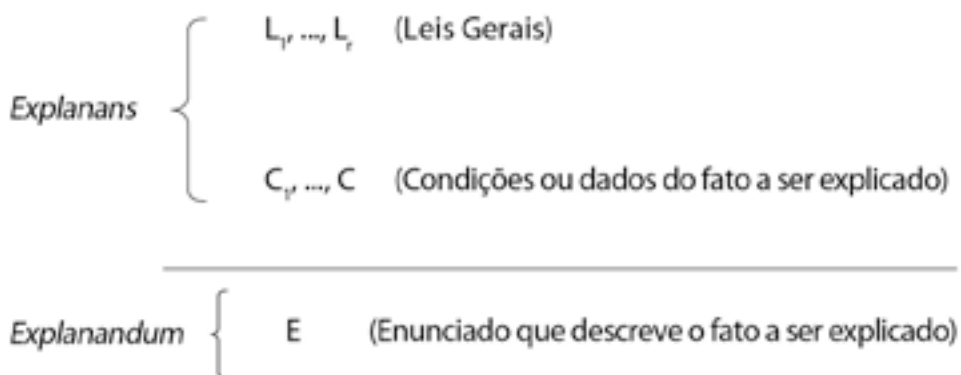 L₁, ..., Lᵣ (Leis Gerais)
Explanans
C₁, ..., C (Condições ou dados do fato a ser explicado)
Explanandum E (Enunciado que descreve o fato a ser explicado)